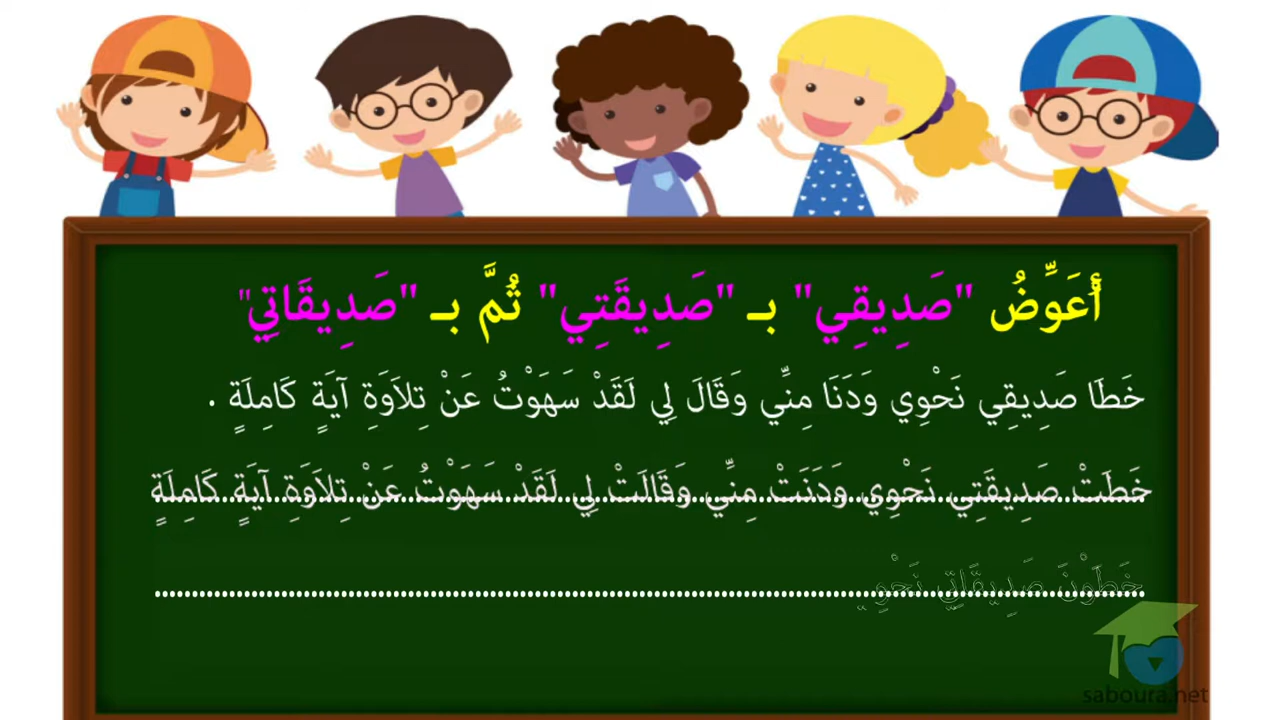 أُعَوِّضُ "صَدِيقِي" بـ "صَدِيقَتِي" ثُمَّ بـ "صَدِيقَاتِي"
خَطَا صَدِيقِي نَحْوِي وَدَنَا مِنِّي وَقَالَ لِي لَقَدْ سَهَوْتُ عَنْ تِلاَوَةِ آيَةٍ كَامِلَةٍ .
خَطَتْ صَدِيقَتِي نَحْوِي وَدَنَتْ مِنِّي وَقَالَتْ لِي لَقَدْ سَهَوْتُ عَنْ تِلاَوَةِ آيَةٍ كَامِلَةٍ
خَطَوْنَ صَدِيقَاتِي نَحْوِي
saboura.net